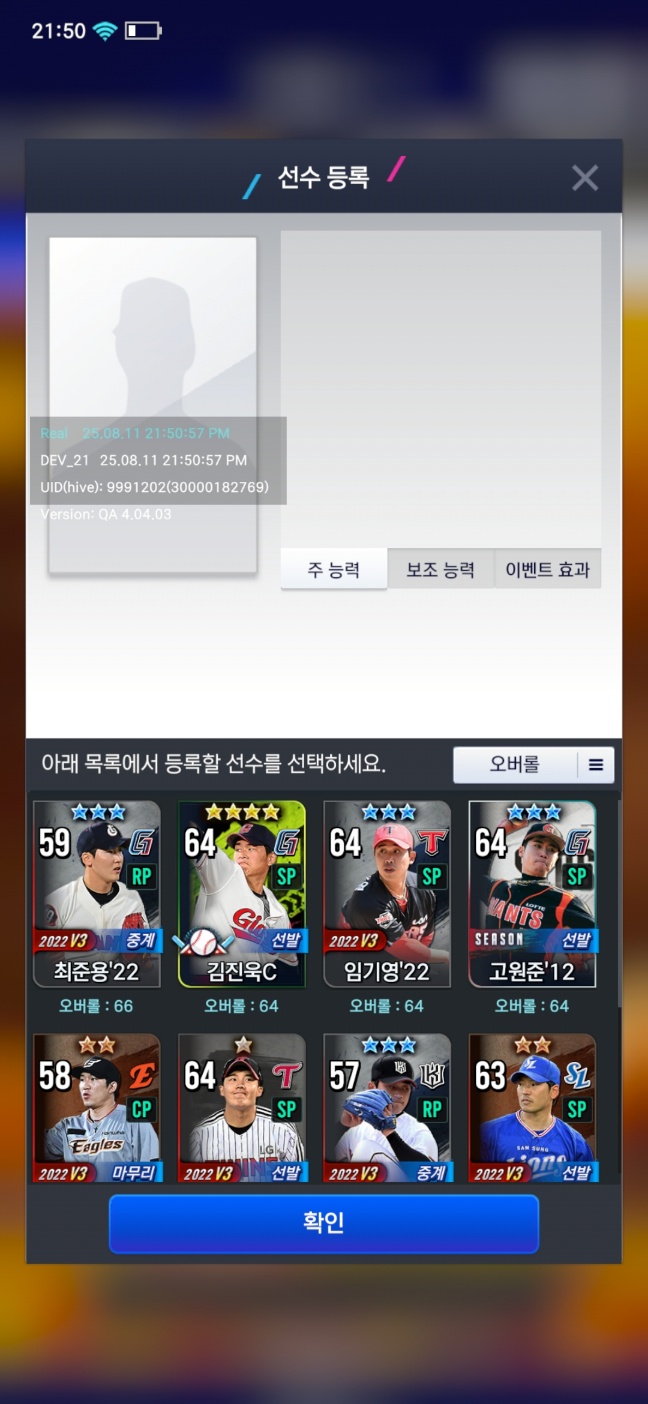 21:50
선수 등록
Real 25.08.11 21:50:57 PM
DEV_21 25.08.11 21:50:57 PM
UID(hive): 9991202(30000182769)
Version: QA 4.04.03
주 능력 보조 능력 이벤트 효과
아래 목록에서 등록할 선수를 선택하세요. 오버롤
59 RP 2022 V3 중계 최준용'22 오버롤 : 66
64 SP 선발 김진욱C 오버롤 : 64
64 SP 2022 V3 임기영'22 오버롤 : 64
64 SP LOTTE SEASON 선발 고원준'12 오버롤 : 64
58 CP Eagles 2022 V3 마무리
64 SP LG 2022 V3 선발
57 RP 2022 V3 중계
63 SP SAMSUNG 2022 V3 선발
확인